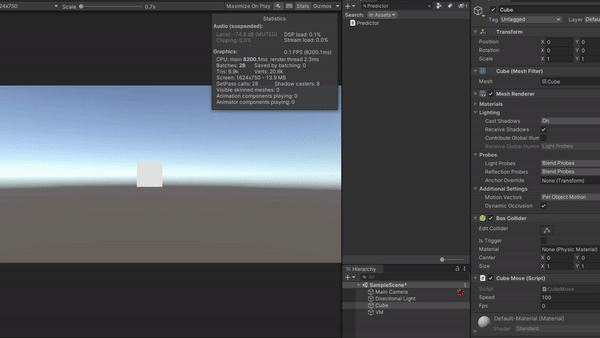 1624x750
Scale
0.7x
Maximize On Play
Stats
Gizmos
Statistics
Audio (suspended):
Level: -74.8 dB (MUTED)
DSP load: 0.1%
Clipping: 0.0%
Stream load: 0.0%
Graphics:
0.1 FPS (8200.1ms)
CPU: main 8200.1ms render thread 2.3ms
Batches: 28
Saved by batching: 0
Tris: 6.9k
Verts: 20.8k
Screen: 1624x750 - 13.9 MB
SetPass calls: 28
Shadow casters: 8
Visible skinned meshes: 0
Animation components playing: 0
Animator components playing: 0
Predictor
Search:
In Assets
Predictor
Hierarchy
All
SampleScene*
Main Camera
Directional Light
Cube
VM
Cube
Tag
Untagged
Layer
Transform
Position
X 0
Y 0
Rotation
X 0
Y 0
Scale
X 1
Y 1
Cube (Mesh Filter)
Mesh
Cube
Mesh Renderer
Materials
Lighting
Cast Shadows
On
Receive Shadows
Contribute Global Illum
Receive Global Illumin
Light Probes
Probes
Light Probes
Blend Probes
Reflection Probes
Blend Probes
Anchor Override
None (Transform)
Additional Settings
Motion Vectors
Per Object Motion
Dynamic Occlusion
Box Collider
Edit Collider
Is Trigger
Material
None (Physic Material)
Center
X 0
Y 0
Size
X 1
Y 1
Cube Move (Script)
Script
CubeMove
Speed
100
Fps
0
Default-Material (Material)
Shader
Standard